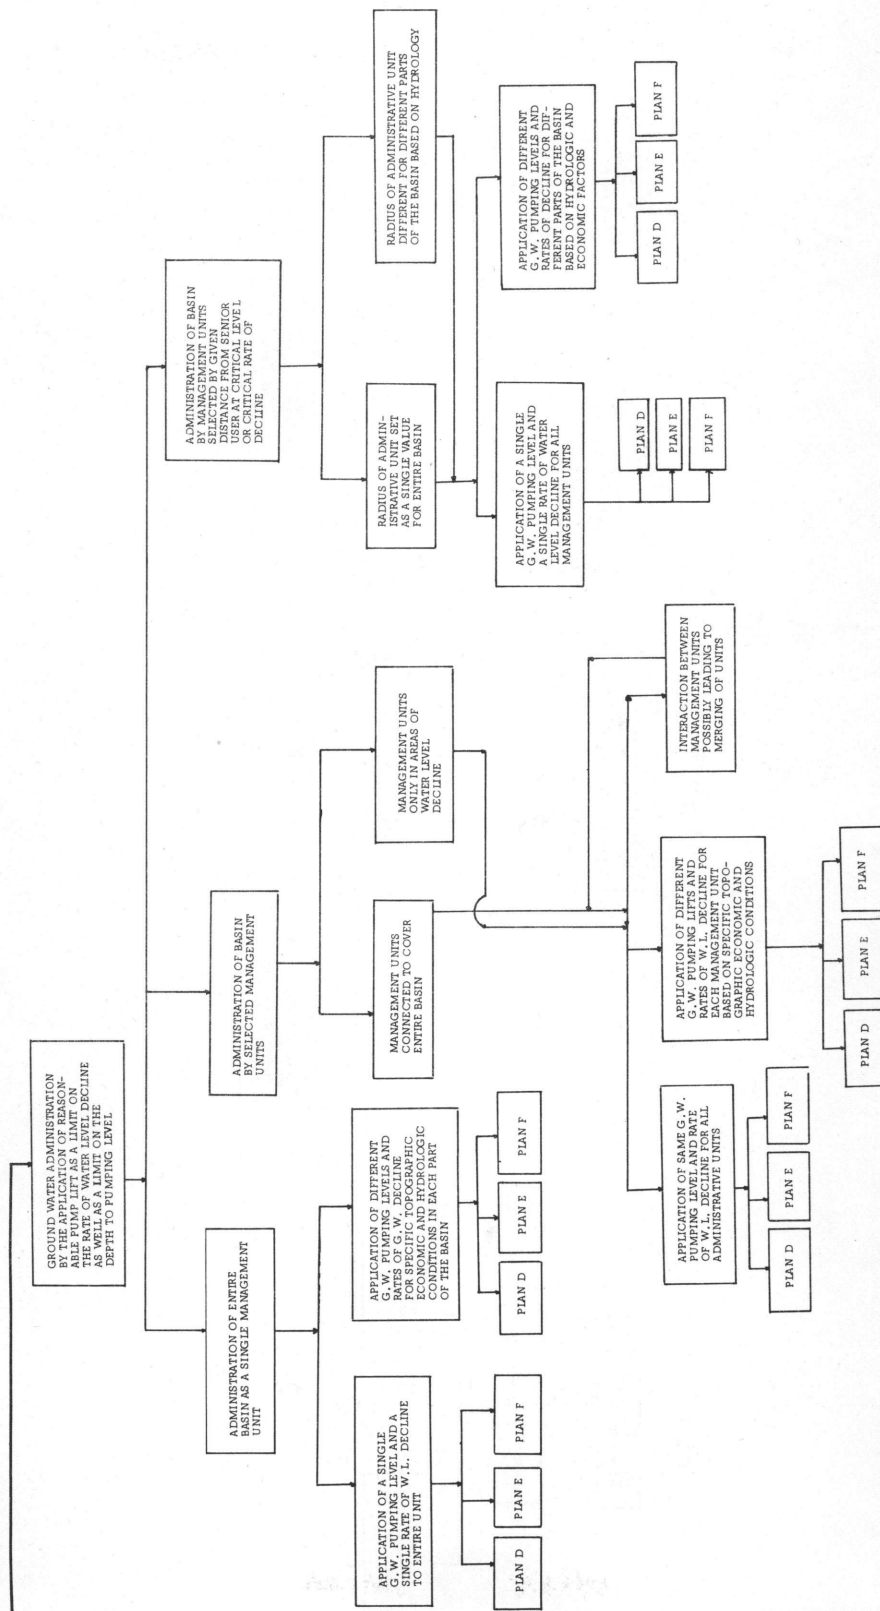 GROUND WATER ADMINISTRATION
BY THE APPLICATION OF REASON-
ABLE PUMP LIFT AS A LIMIT ON
THE RATE OF WATER LEVEL DECLINE
AS WELL AS A LIMIT ON THE
DEPTH TO PUMPING LEVEL
ADMINISTRATION OF ENTIRE
BASIN AS A SINGLE MANAGEMENT
UNIT
ADMINISTRATION OF BASIN
BY SELECTED MANAGEMENT
UNITS
ADMINISTRATION OF BASIN
BY MANAGEMENT UNITS
SELECTED BY GIVEN
DISTANCE FROM SENIOR
USER AT CRITICAL LEVEL
OR CRITICAL RATE OF
DECLINE
APPLICATION OF A SINGLE
G.W. PUMPING LEVEL AND A
SINGLE RATE OF W.L. DECLINE
TO ENTIRE UNIT
PLAN D
PLAN E
PLAN F
APPLICATION OF DIFFERENT
G.W. PUMPING LEVELS AND
RATES OF G.W. DECLINE
FOR SPECIFIC TOPOGRAPHIC
ECONOMIC AND HYDROLOGIC
CONDITIONS IN EACH PART
OF THE BASIN
PLAN D
PLAN E
PLAN F
MANAGEMENT UNITS
CONNECTED TO COVER
ENTIRE BASIN
MANAGEMENT UNITS
ONLY IN AREAS OF
WATER LEVEL
DECLINE
APPLICATION OF SAME G.W.
PUMPING LEVEL AND RATE
OF W.L. DECLINE FOR ALL
ADMINISTRATIVE UNITS
PLAN D
PLAN E
PLAN F
APPLICATION OF DIFFERENT
G.W. PUMPING LIFTS AND
RATES OF W.L. DECLINE FOR
EACH MANAGEMENT UNIT
BASED ON SPECIFIC TOPO-
GRAPHIC ECONOMIC AND
HYDROLOGIC CONDITIONS
PLAN D
PLAN E
PLAN F
INTERACTION BETWEEN
MANAGEMENT UNITS
POSSIBLY LEADING TO
MERGING OF UNITS
RADIUS OF ADMIN-
ISTRATIVE UNIT SET
AS A SINGLE VALUE
FOR ENTIRE BASIN
RADIUS OF ADMINISTRATIVE UNIT
DIFFERENT FOR DIFFERENT PARTS
OF THE BASIN BASED ON HYDROLOGY
APPLICATION OF A SINGLE
G.W. PUMPING LEVEL AND
A SINGLE RATE OF WATER
LEVEL DECLINE FOR ALL
MANAGEMENT UNITS
PLAN D
PLAN E
PLAN F
APPLICATION OF DIFFERENT
G.W. PUMPING LEVELS AND
RATES OF DECLINE FOR DIF-
FERENT PARTS OF THE BASIN
BASED ON HYDROLOGIC AND
ECONOMIC FACTORS
PLAN D
PLAN E
PLAN F